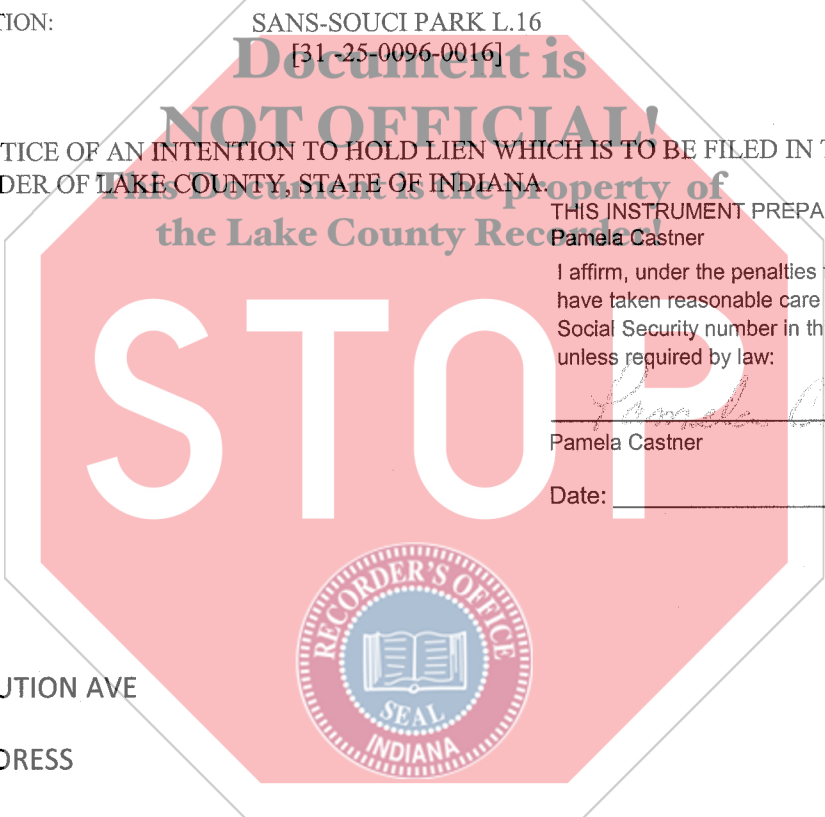 TION:
SANS-SOUCI PARK L.16
[31 -25-0096-0016]
Document is
NOT OFFICIAL!
TICE OF AN INTENTION TO HOLD LIEN WHICH IS TO BE FILED IN T
DER OF LAKE COUNTY, STATE OF INDIANA.
This Document is the property of
the Lake County Recorder!
THIS INSTRUMENT PREPA
Pamela Castner
I affirm, under the penalties
have taken reasonable care
Social Security number in th
unless required by law:
STOP
Pamela C
Pamela Castner
Date:
RECORDER'S OFFICE
SEAL
INDIANA
UTION AVE
DRESS